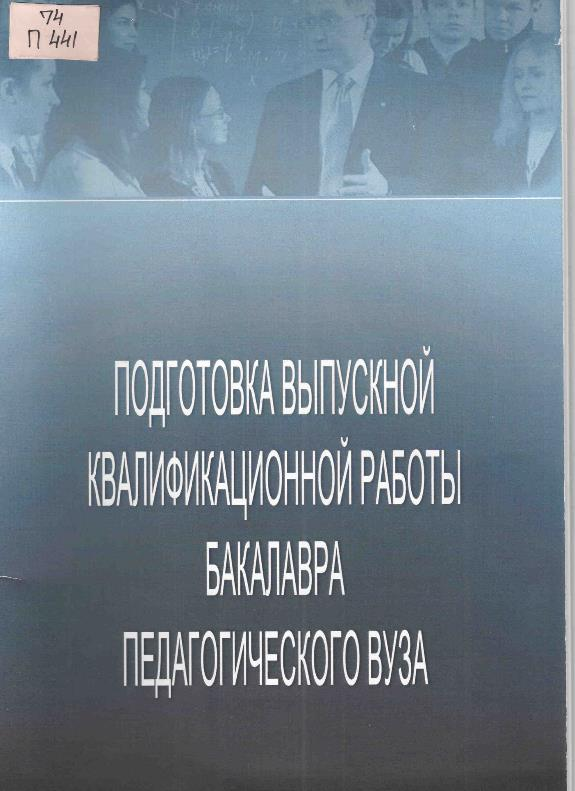 74
П 441
ПОДГОТОВКА ВЫПУСКНОЙ
КВАЛИФИКАЦИОННОЙ РАБОТЫ
БАКАЛАВРА
ПЕДАГОГИЧЕСКОГО ВУЗА